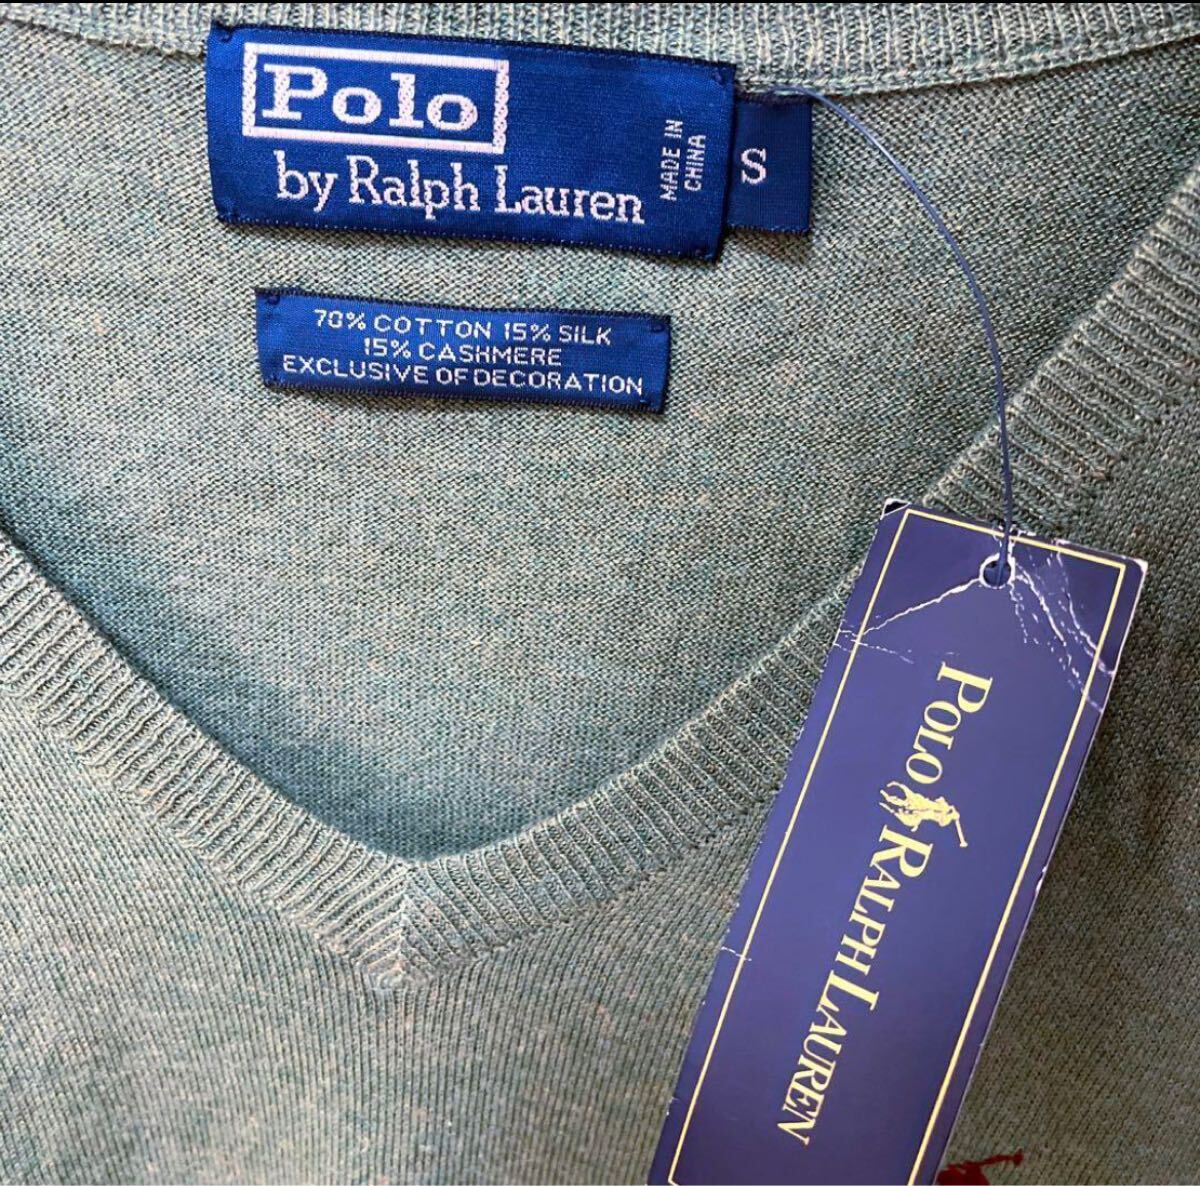 Polo
by Ralph Lauren
MADE IN
CHINA
S
70% COTTON 15% SILK
15% CASHMERE
EXCLUSIVE OF DECORATION
POLO RALPH LAUREN